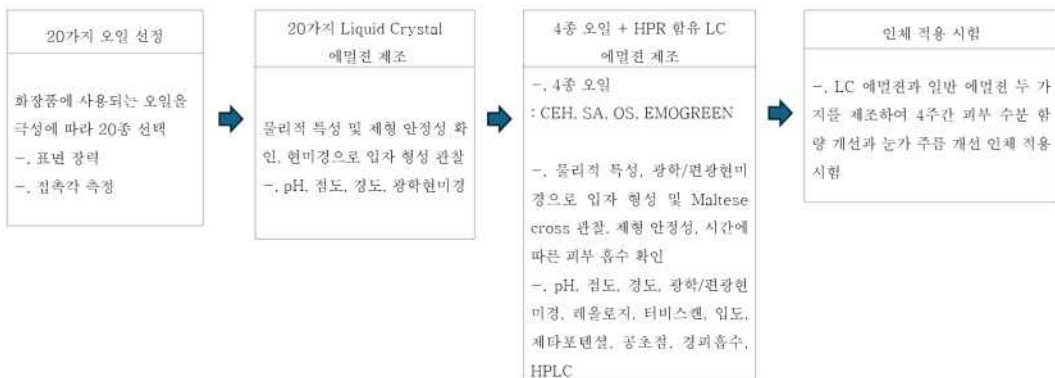 20가지 오일 선정
화장품에 사용되는 오일을
극성에 따라 20종 선택
-. 표면 장력
-. 접촉각 측정
20가지 Liquid Crystal
에멀젼 제조
물리적 특성 및 제형 안정성 확
인, 현미경으로 입자 형성 관찰
-. pH, 점도, 경도, 광학현미경
4종 오일 + HPR 함유 LC
에멀젼 제조
-. 4종 오일
: CEH, SA, OS, EMOGREEN
-. 물리적 특성, 광학/편광현미
경으로 입자 형성 및 Maltese
cross 관찰, 제형 안정성, 시간에
따른 피부 흡수 확인
-. pH, 점도, 경도, 광학/편광현
미경, 레올로지, 터비스캔, 입도,
제타포텐셜, 공초점, 경피흡수,
HPLC
인체 적용 시험
-. LC 에멀젼과 일반 에멀젼 두 가
지를 제조하여 4주간 피부 수분 함
량 개선과 눈가 주름 개선 인체 적용
시험